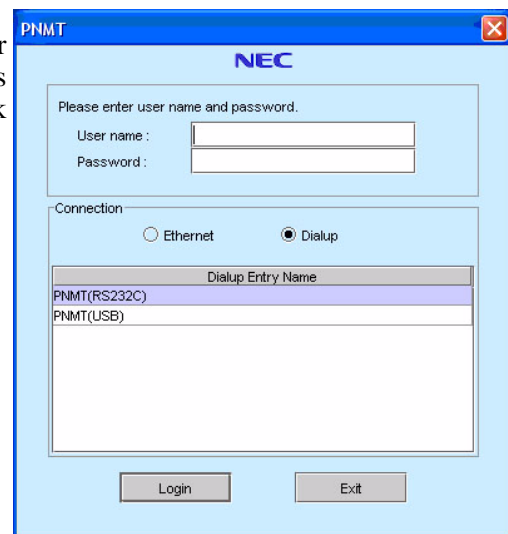 PNMT
NEC
Please enter user name and password.
User name :
Password :
Connection
Ethernet Dialup
Dialup Entry Name
PNMT(RS232C)
PNMT(USB)
Login Exit